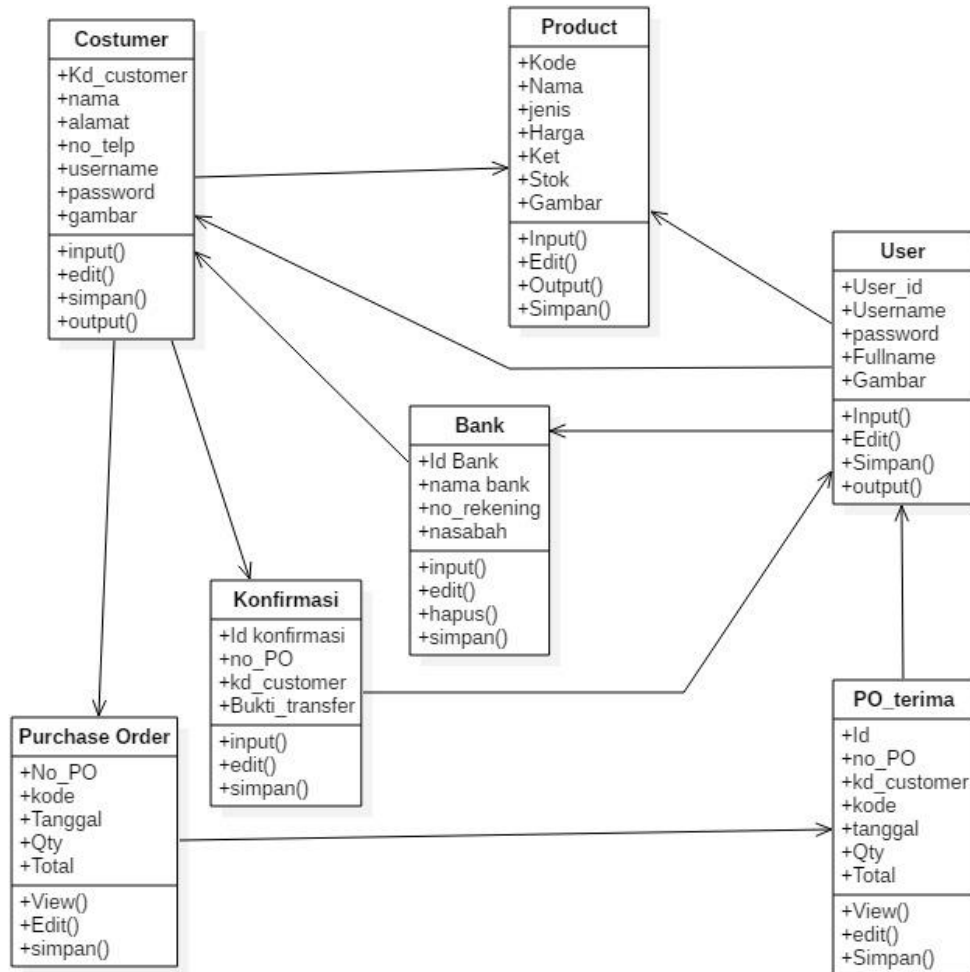 Costumer
+Kd_customer
+nama
+alamat
+no_telp
+username
+password
+gambar
+input()
+edit()
+simpan()
+output()
Product
+Kode
+Nama
+jenis
+Harga
+Ket
+Stok
+Gambar
+Input()
+Edit()
+Output()
+Simpan()
User
+User_id
+Username
+password
+Fullname
+Gambar
+Input()
+Edit()
+Simpan()
+output()
Bank
+Id Bank
+nama bank
+no_rekening
+nasabah
+input()
+edit()
+hapus()
+simpan()
Konfirmasi
+Id konfirmasi
+no_PO
+kd_customer
+Bukti_transfer
+input()
+edit()
+simpan()
Purchase Order
+No_PO
+kode
+Tanggal
+Qty
+Total
+View()
+Edit()
+simpan()
PO_terima
+Id
+no_PO
+kd_customer
+kode
+tanggal
+Qty
+Total
+View()
+edit()
+Simpan()